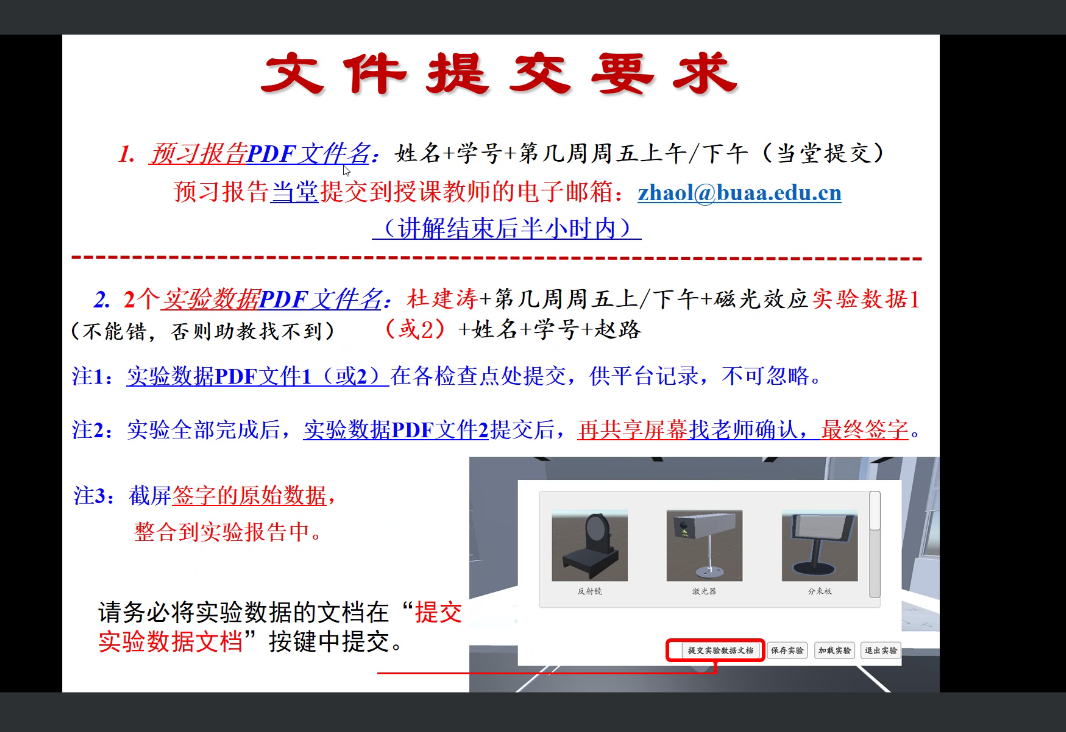 文件提交要求
1. 预习报告PDF文件名：姓名+学号+第几周周五上午/下午（当堂提交）
预习报告当堂提交到授课教师的电子邮箱：zhaol@buaa.edu.cn
（讲解结束后半小时内）
2. 2个实验数据PDF文件名：杜建涛+第几周周五上/下午+磁光效应实验数据1
（不能错，否则助教找不到） （或2）+姓名+学号+赵路
注1：实验数据PDF文件1（或2）在各检查点处提交，供平台记录，不可忽略。
注2：实验全部完成后，实验数据PDF文件2提交后，再共享屏幕找老师确认，最终签字。
注3：截屏签字的原始数据，
整合到实验报告中。
反射镜 激光器 分束板
请务必将实验数据的文档在“提交
实验数据文档”按键中提交。
提交实验数据文档 保存实验 加载实验 退出实验